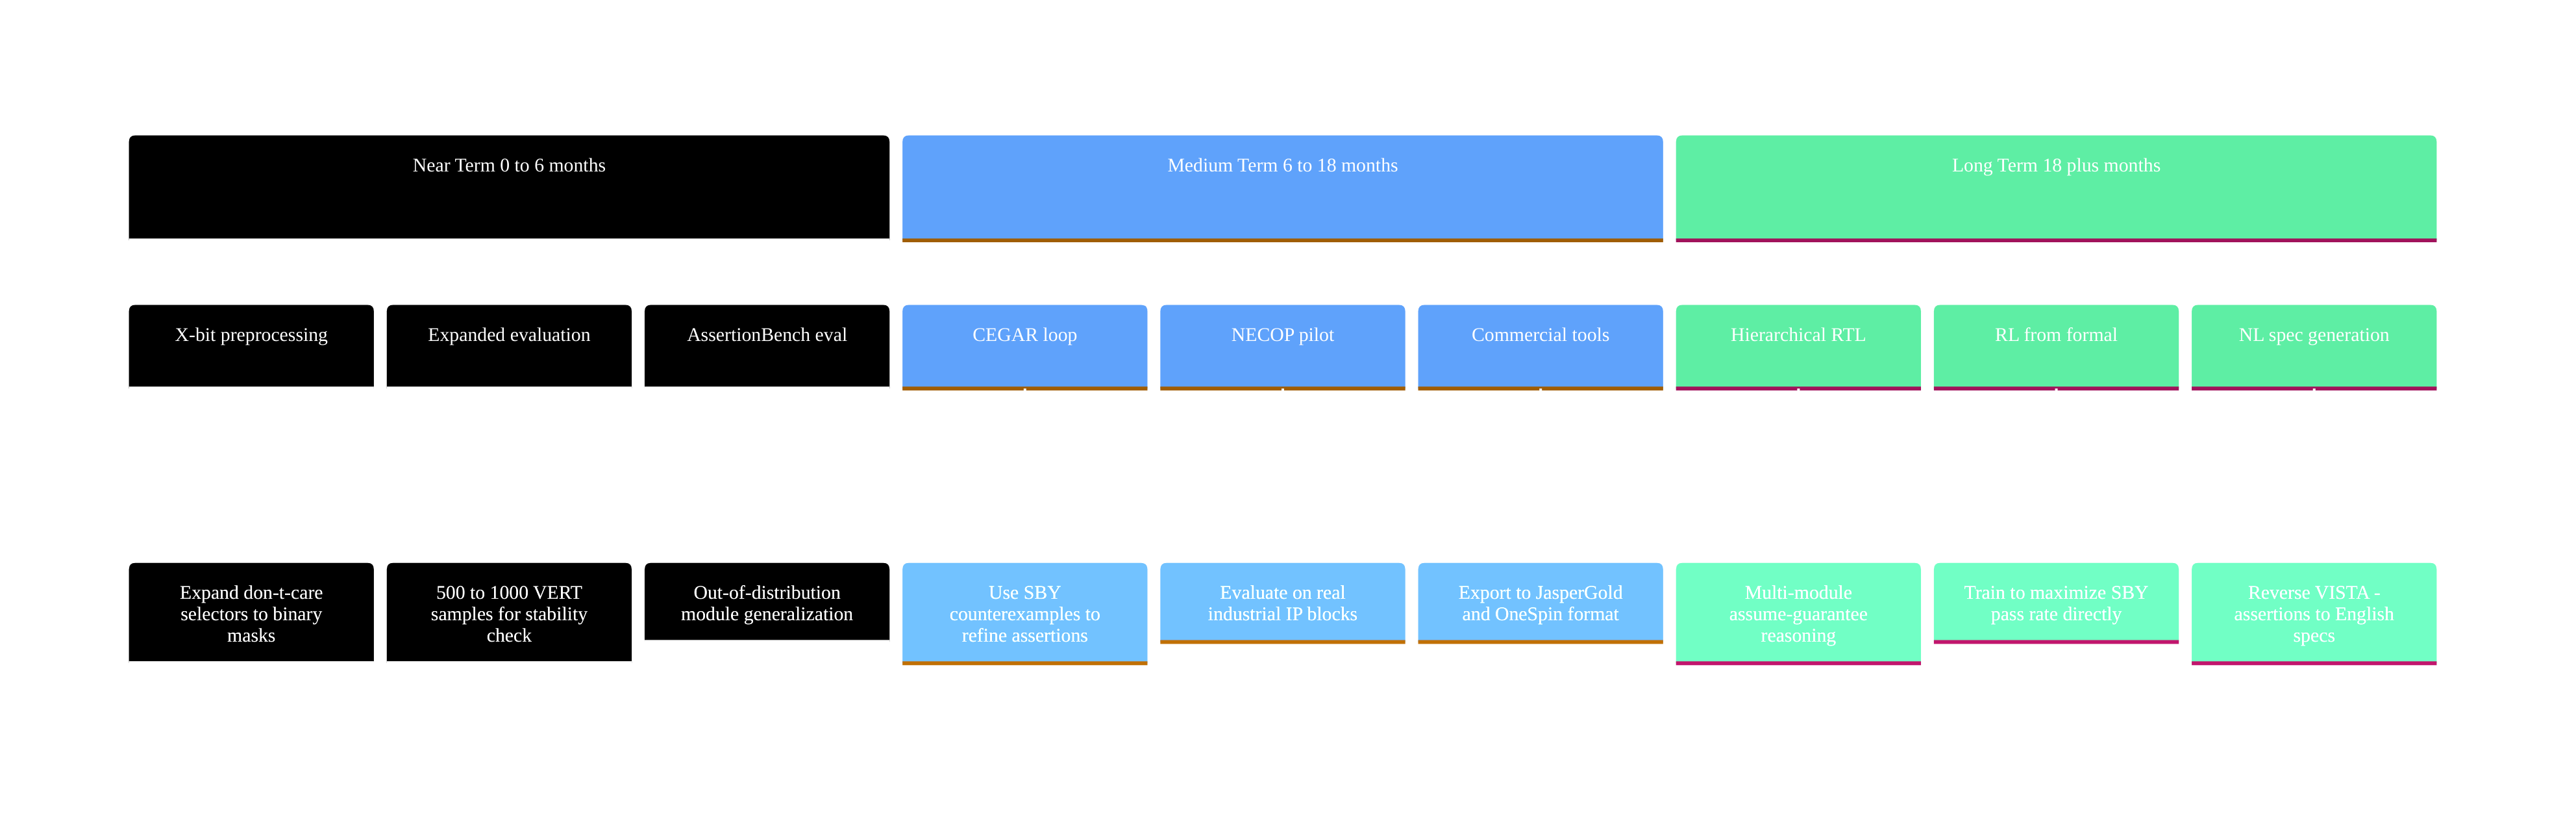 Near Term 0 to 6 months
Medium Term 6 to 18 months
Long Term 18 plus months
X-bit preprocessing
Expanded evaluation
AssertionBench eval
CEGAR loop
NECOP pilot
Commercial tools
Hierarchical RTL
RL from formal
NL spec generation
Expand don-t-care
selectors to binary
masks
500 to 1000 VERT
samples for stability
check
Out-of-distribution
module generalization
Use SBY
counterexamples to
refine assertions
Evaluate on real
industrial IP blocks
Export to JasperGold
and OneSpin format
Multi-module
assume-guarantee
reasoning
Train to maximize SBY
pass rate directly
Reverse VISTA -
assertions to English
specs